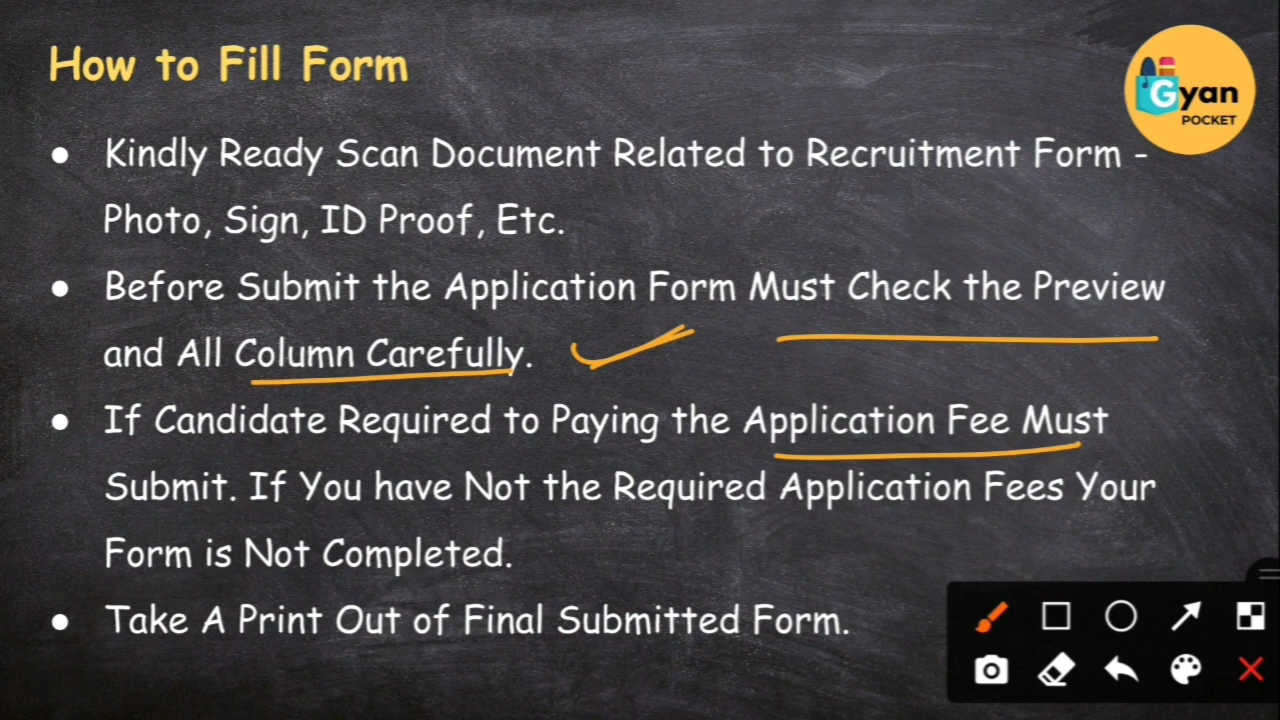 How to Fill Form
Gyan
POCKET
● Kindly Ready Scan Document Related to Recruitment Form -
Photo, Sign, ID Proof, Etc.
● Before Submit the Application Form Must Check the Preview
and All Column Carefully.
● If Candidate Required to Paying the Application Fee Must
Submit. If You have Not the Required Application Fees Your
Form is Not Completed.
● Take A Print Out of Final Submitted Form.